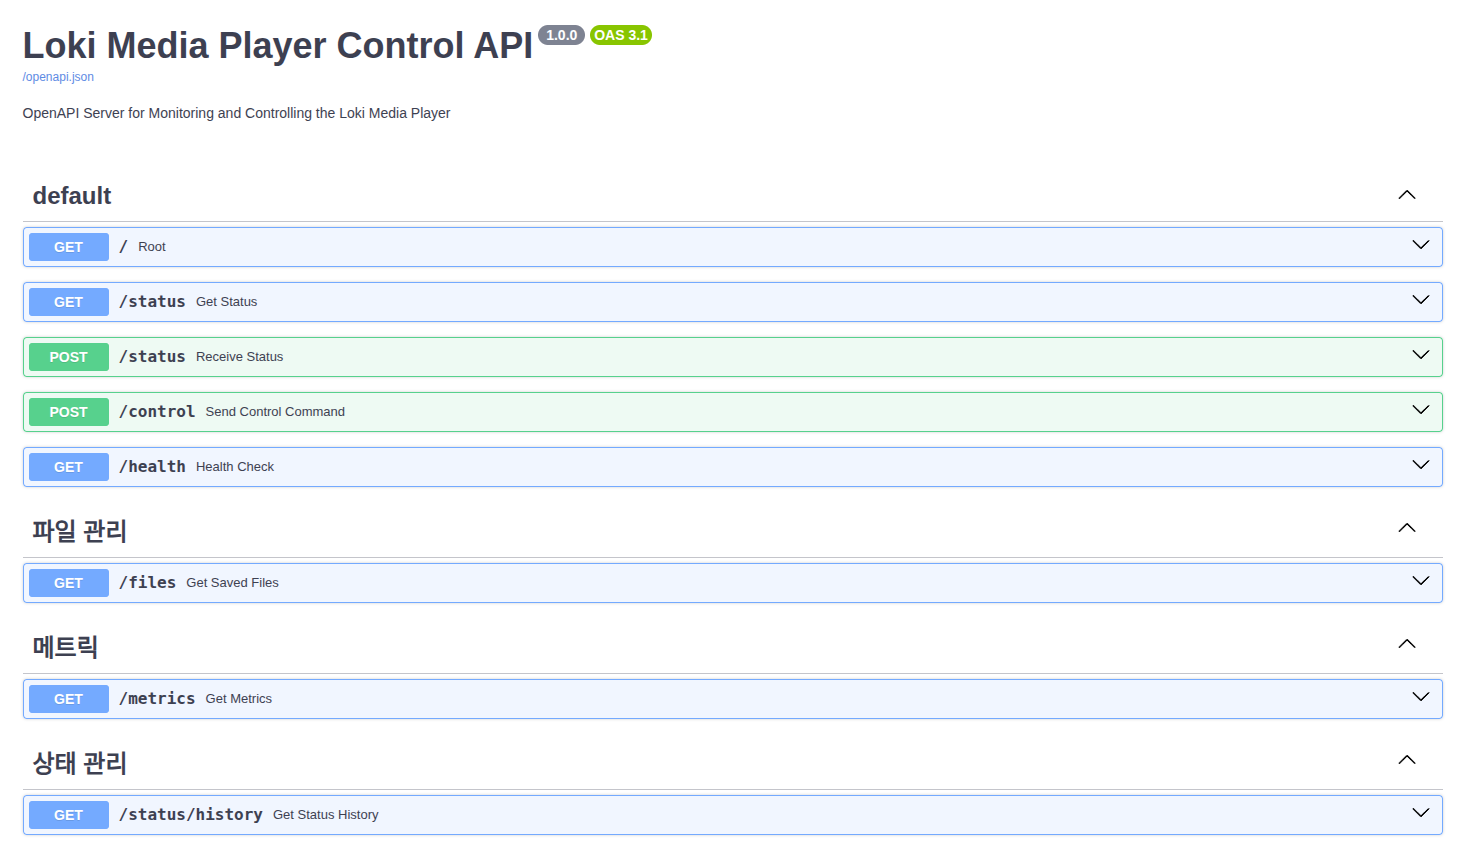 Loki Media Player Control API 1.0.0 OAS 3.1
/openapi.json
OpenAPI Server for Monitoring and Controlling the Loki Media Player
default
GET / Root
GET /status Get Status
POST /status Receive Status
POST /control Send Control Command
GET /health Health Check
파일 관리
GET /files Get Saved Files
메트릭
GET /metrics Get Metrics
상태 관리
GET /status/history Get Status History